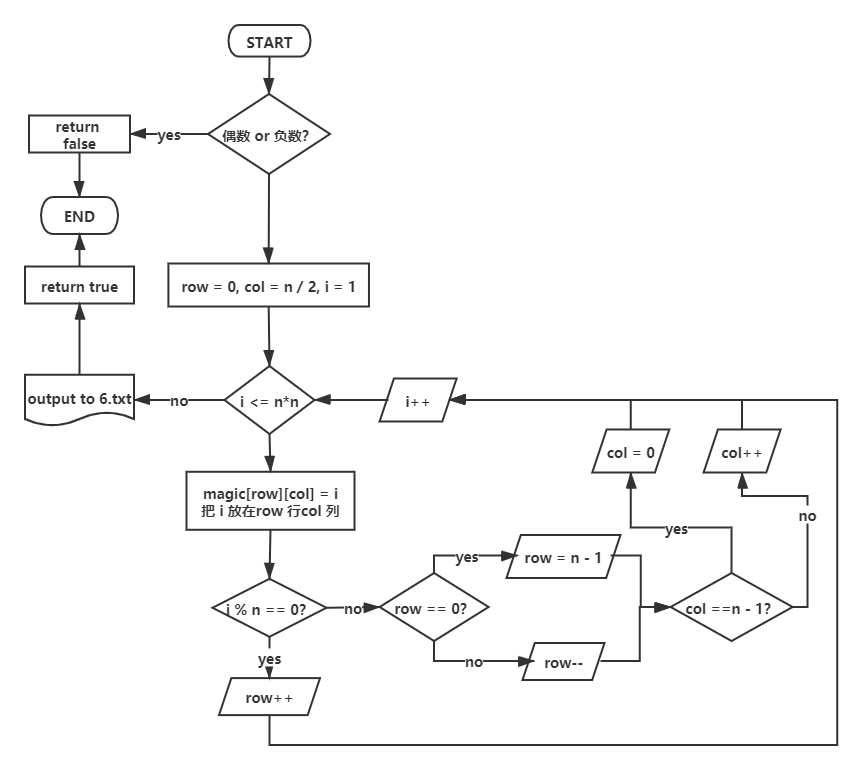 START
偶数 or 负数?
yes
return
false
END
return true
row = 0, col = n / 2, i = 1
output to 6.txt
no
i <= n*n
i++
col = 0
col++
magic[row][col] = i
把 i 放在row 行col 列
yes
no
yes
row = n - 1
i % n == 0?
no
row == 0?
col ==n - 1?
yes
no
row--
row++